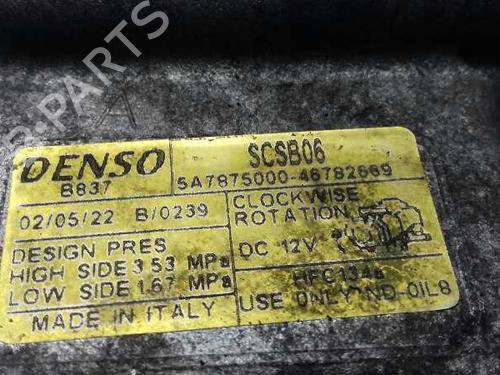 B-PARTS
DENSO
B837
SCSB06
5A7875000-46782669
02/05/22 B/0239
CLOCKWISE
ROTATION
DESIGN PRES
HIGH SIDE 3.53 MPa
LOW SIDE 1.67 MPa
DC 12V
HFC134a
USE ONLY ND-OIL8
MADE IN ITALY